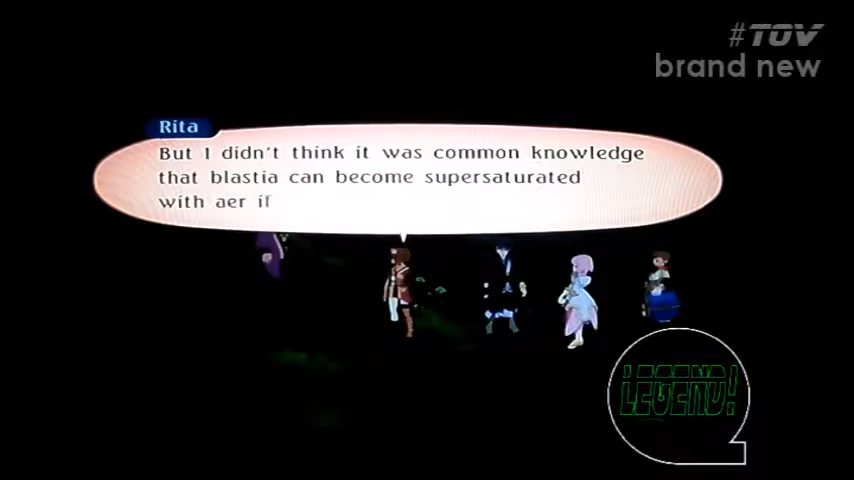 #TOV
brand new
Rita
But I didn't think it was common knowledge
that blastia can become supersaturated
with aer if
LEGEND!